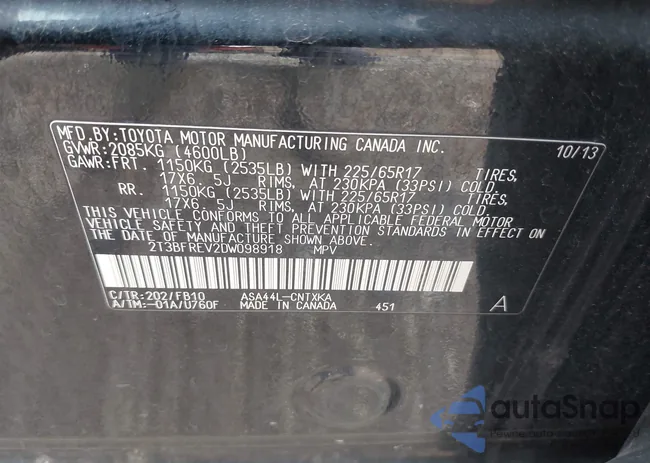 MFD. BY: TOYOTA MOTOR MANUFACTURING CANADA INC.
GVWR: 2085KG (4600LB) 10/13
GAWR: FRT. 1150KG (2535LB) WITH 225/65R17 TIRES,
17X6.5J RIMS, AT 230KPA (33PSI) COLD.
RR. 1150KG (2535LB) WITH 225/65R17 TIRES,
17X6.5J RIMS, AT 230KPA (33PSI) COLD.
THIS VEHICLE CONFORMS TO ALL APPLICABLE FEDERAL MOTOR
VEHICLE SAFETY AND THEFT PREVENTION STANDARDS IN EFFECT ON
THE DATE OF MANUFACTURE SHOWN ABOVE.
2T3BFREV2DW098918 MPV
C/TR: 202/FB10 ASA44L-CNTXKA
A/TM:-01A/U760F MADE IN CANADA 451 A
autoSnap